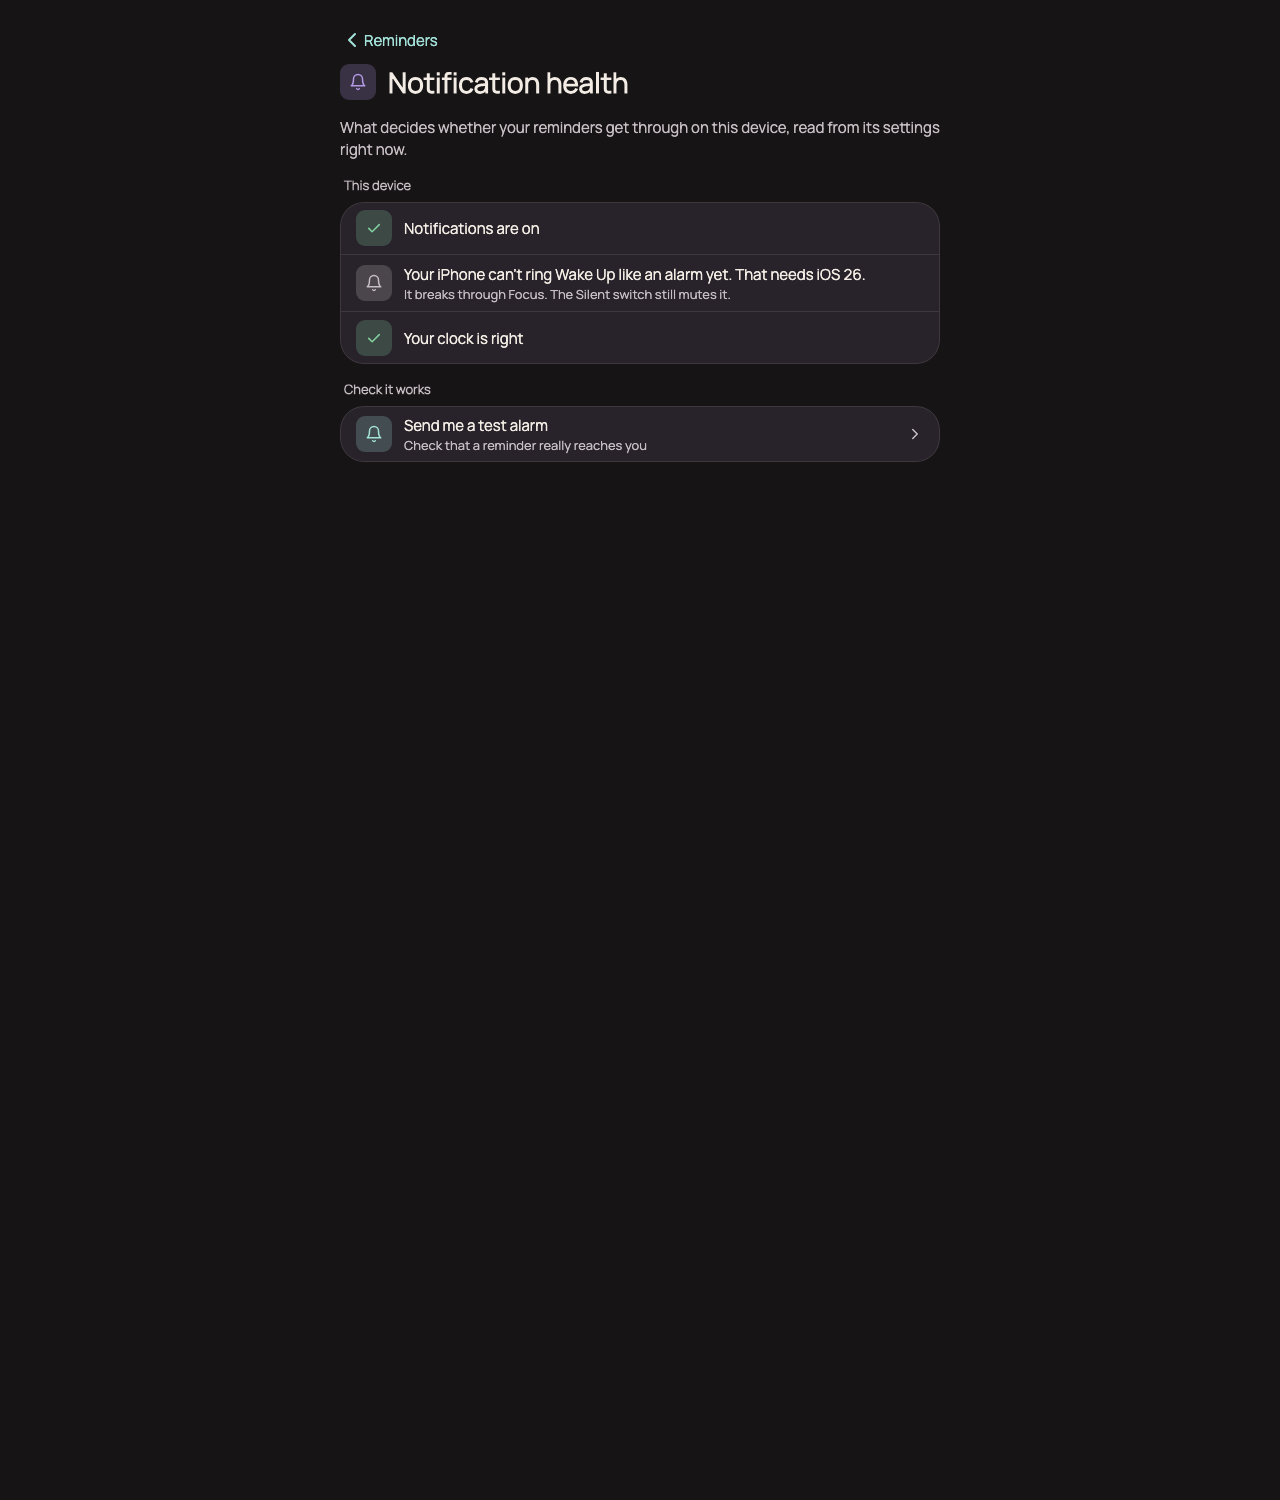 Reminders
Notification health
What decides whether your reminders get through on this device, read from its settings
right now.
This device
Notifications are on
Your iPhone can't ring Wake Up like an alarm yet. That needs iOS 26.
It breaks through Focus. The Silent switch still mutes it.
Your clock is right
Check it works
Send me a test alarm
Check that a reminder really reaches you